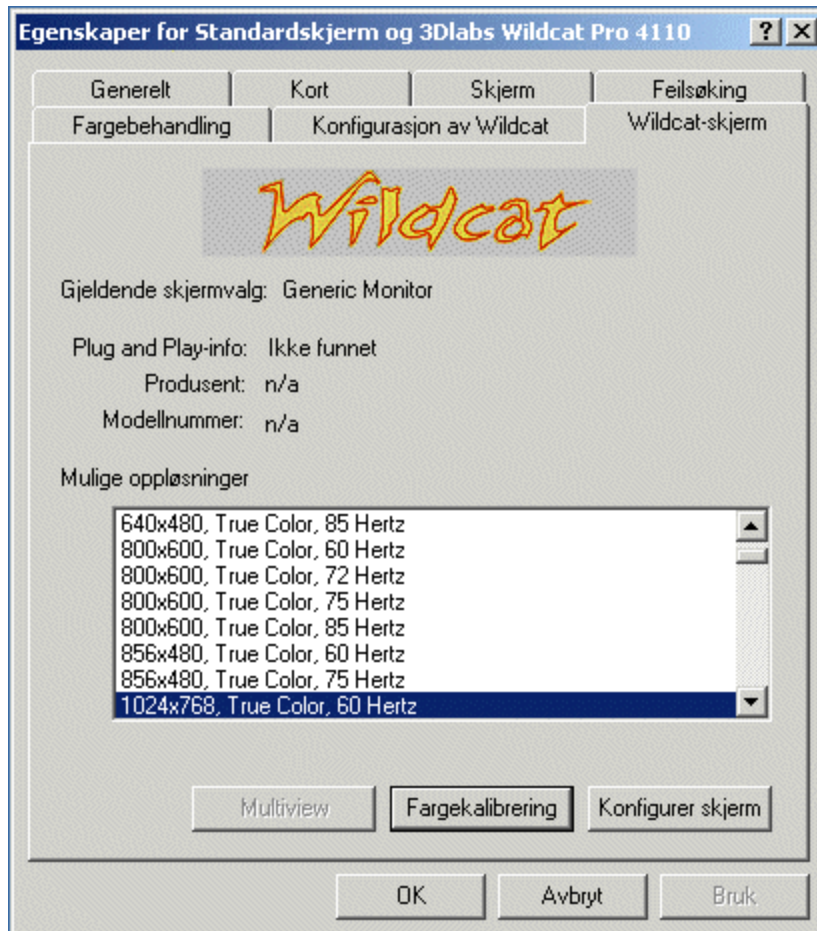 Egenskaper for Standardskjerm og 3Dlabs Wildcat Pro 4110
Generelt Kort Skjerm Feilsøking
Fargebehandling Konfigurasjon av Wildcat Wildcat-skjerm
Wildcat
Gjeldende skjermvalg: Generic Monitor
Plug and Play-info: Ikke funnet
Produsent: n/a
Modellnummer: n/a
Mulige oppløsninger
640x480, True Color, 85 Hertz
800x600, True Color, 60 Hertz
800x600, True Color, 72 Hertz
800x600, True Color, 75 Hertz
800x600, True Color, 85 Hertz
856x480, True Color, 60 Hertz
856x480, True Color, 75 Hertz
1024x768, True Color, 60 Hertz
Multiview Fargekalibrering Konfigurer skjerm
OK Avbryt Bruk